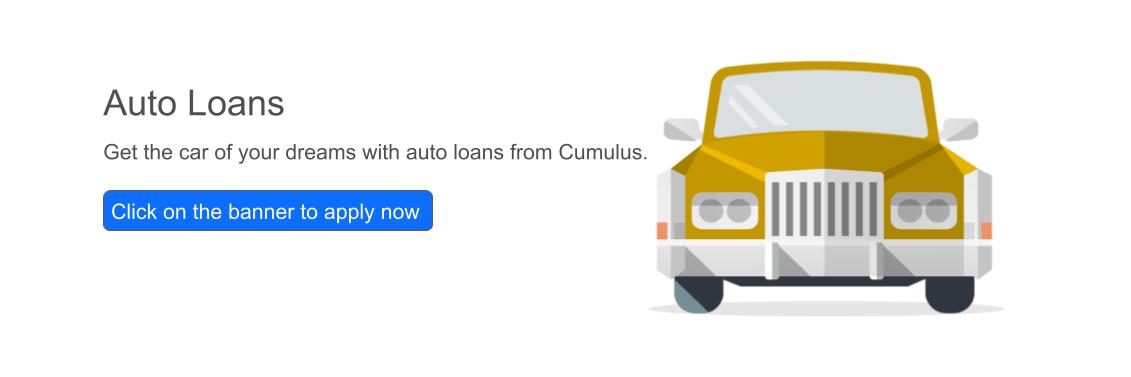 Auto Loans
Get the car of your dreams with auto loans from Cumulus.
Click on the banner to apply now